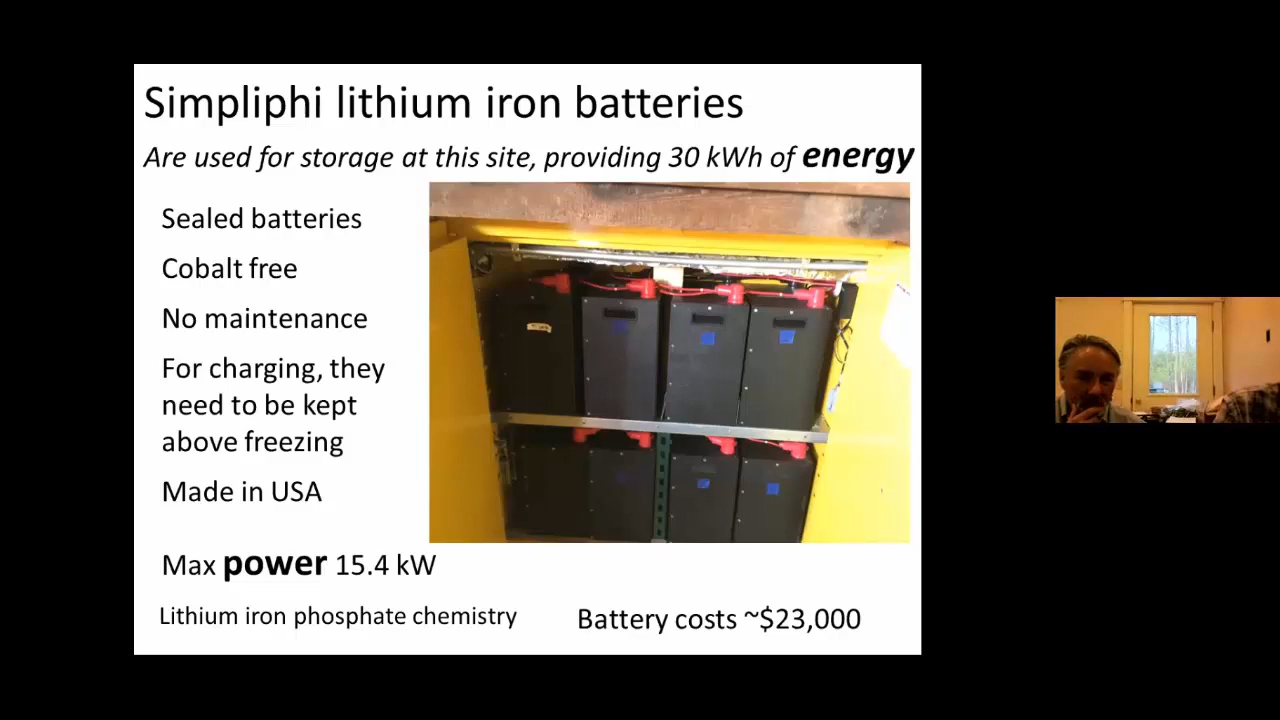 Simpliphi lithium iron batteries
Are used for storage at this site, providing 30 kWh of energy
Sealed batteries
Cobalt free
No maintenance
For charging, they
need to be kept
above freezing
Made in USA
Max power 15.4 kW
Lithium iron phosphate chemistry
Battery costs ~$23,000